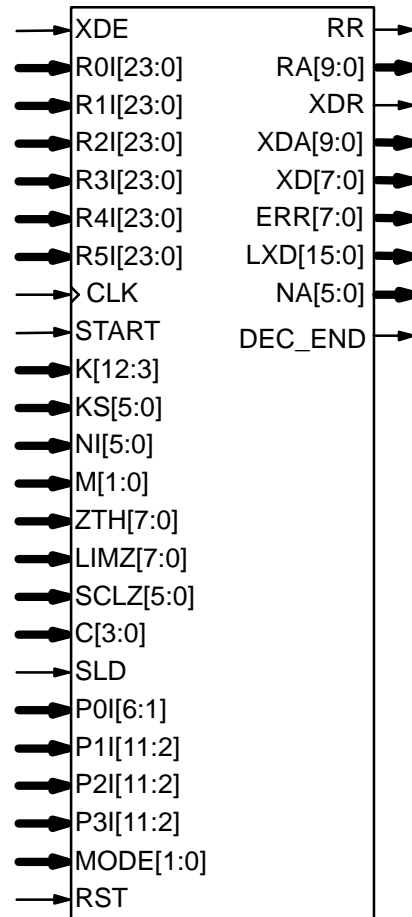 XDE
R0I[23:0]
R1I[23:0]
R2I[23:0]
R3I[23:0]
R4I[23:0]
R5I[23:0]
CLK
START
K[12:3]
KS[5:0]
NI[5:0]
M[1:0]
ZTH[7:0]
LIMZ[7:0]
SCLZ[5:0]
C[3:0]
SLD
P0I[6:1]
P1I[11:2]
P2I[11:2]
P3I[11:2]
MODE[1:0]
RST
RR
RA[9:0]
XDR
XDA[9:0]
XD[7:0]
ERR[7:0]
LXD[15:0]
NA[5:0]
DEC_END